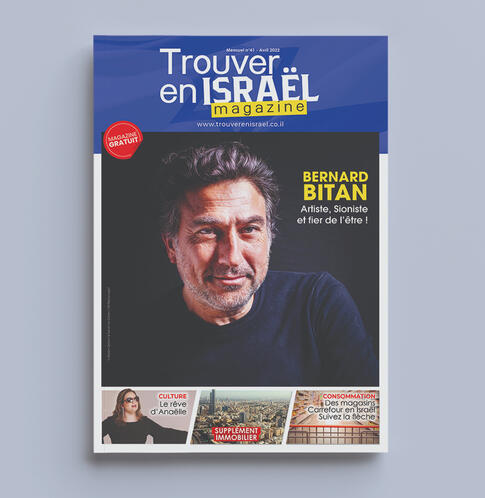 Mensuel n°41 - Avril 2022
Trouver
en ISRAËL
magazine
www.trouverenisrael.co.il
MAGAZINE
GRATUIT
BERNARD
BITAN
Artiste, Sioniste
et fier de l'être !
CULTURE
Le rêve
d'Anaëlle
SUPPLÉMENT
IMMOBILIER
CONSOMMATION
Des magasins
Carrefour en Israël
Suivez la flèche